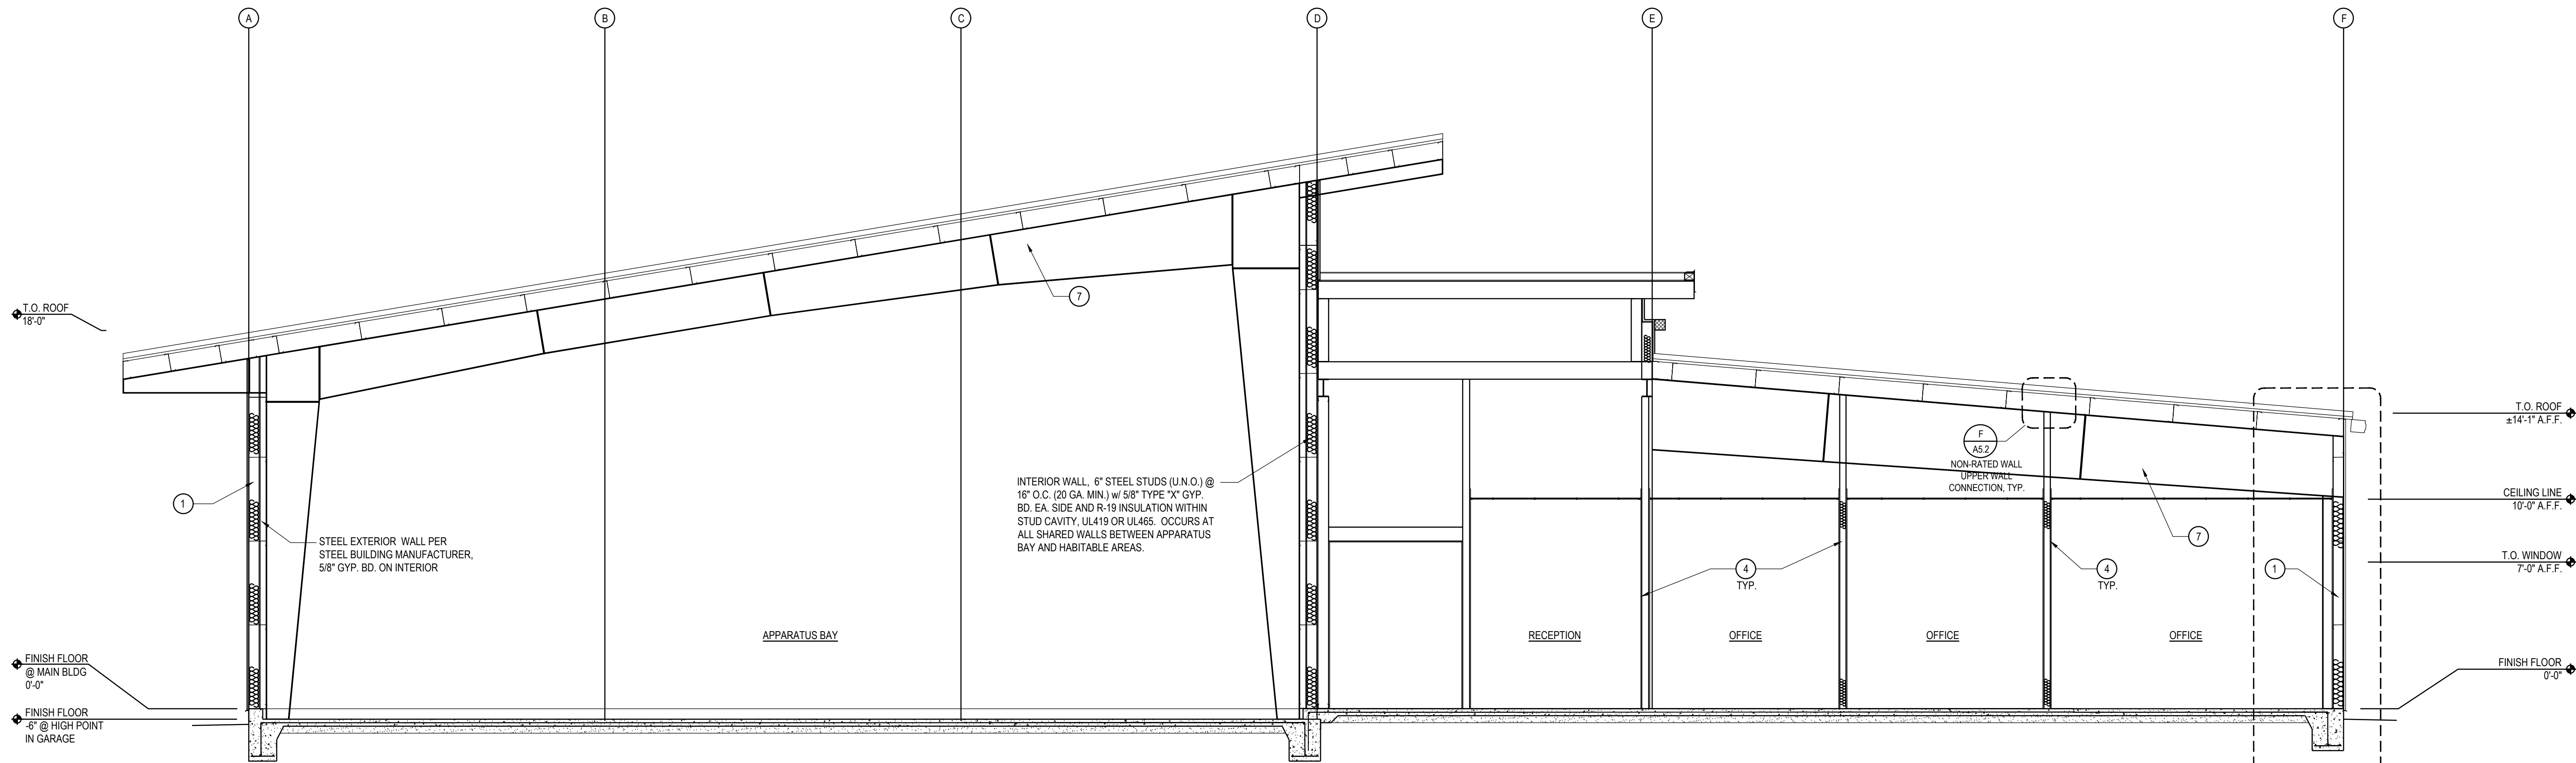 A
B
C
D
E
F
T.O. ROOF
18'-0"
7
T.O. ROOF
±14'-1" A.F.F.
F
A5.2
NON-RATED WALL
UPPER WALL
CONNECTION, TYP.
INTERIOR WALL, 6" STEEL STUDS (U.N.O.) @
16" O.C. (20 GA. MIN.) w/ 5/8" TYPE "X" GYP.
BD. EA. SIDE AND R-19 INSULATION WITHIN
STUD CAVITY, UL419 OR UL465. OCCURS AT
ALL SHARED WALLS BETWEEN APPARATUS
BAY AND HABITABLE AREAS.
CEILING LINE
10'-0" A.F.F.
1
STEEL EXTERIOR WALL PER
STEEL BUILDING MANUFACTURER,
5/8" GYP. BD. ON INTERIOR
7
T.O. WINDOW
7'-0" A.F.F.
4
TYP.
4
TYP.
1
APPARATUS BAY
RECEPTION
OFFICE
OFFICE
OFFICE
FINISH FLOOR
@ MAIN BLDG
0'-0"
FINISH FLOOR
0'-0"
FINISH FLOOR
-6" @ HIGH POINT
IN GARAGE